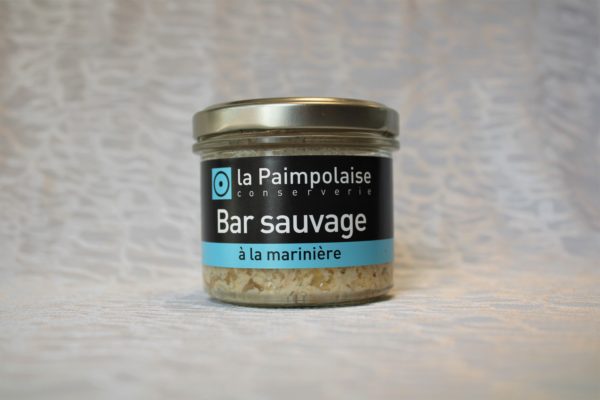 la Paimpolaise
conserverie
Bar sauvage
à la marinière